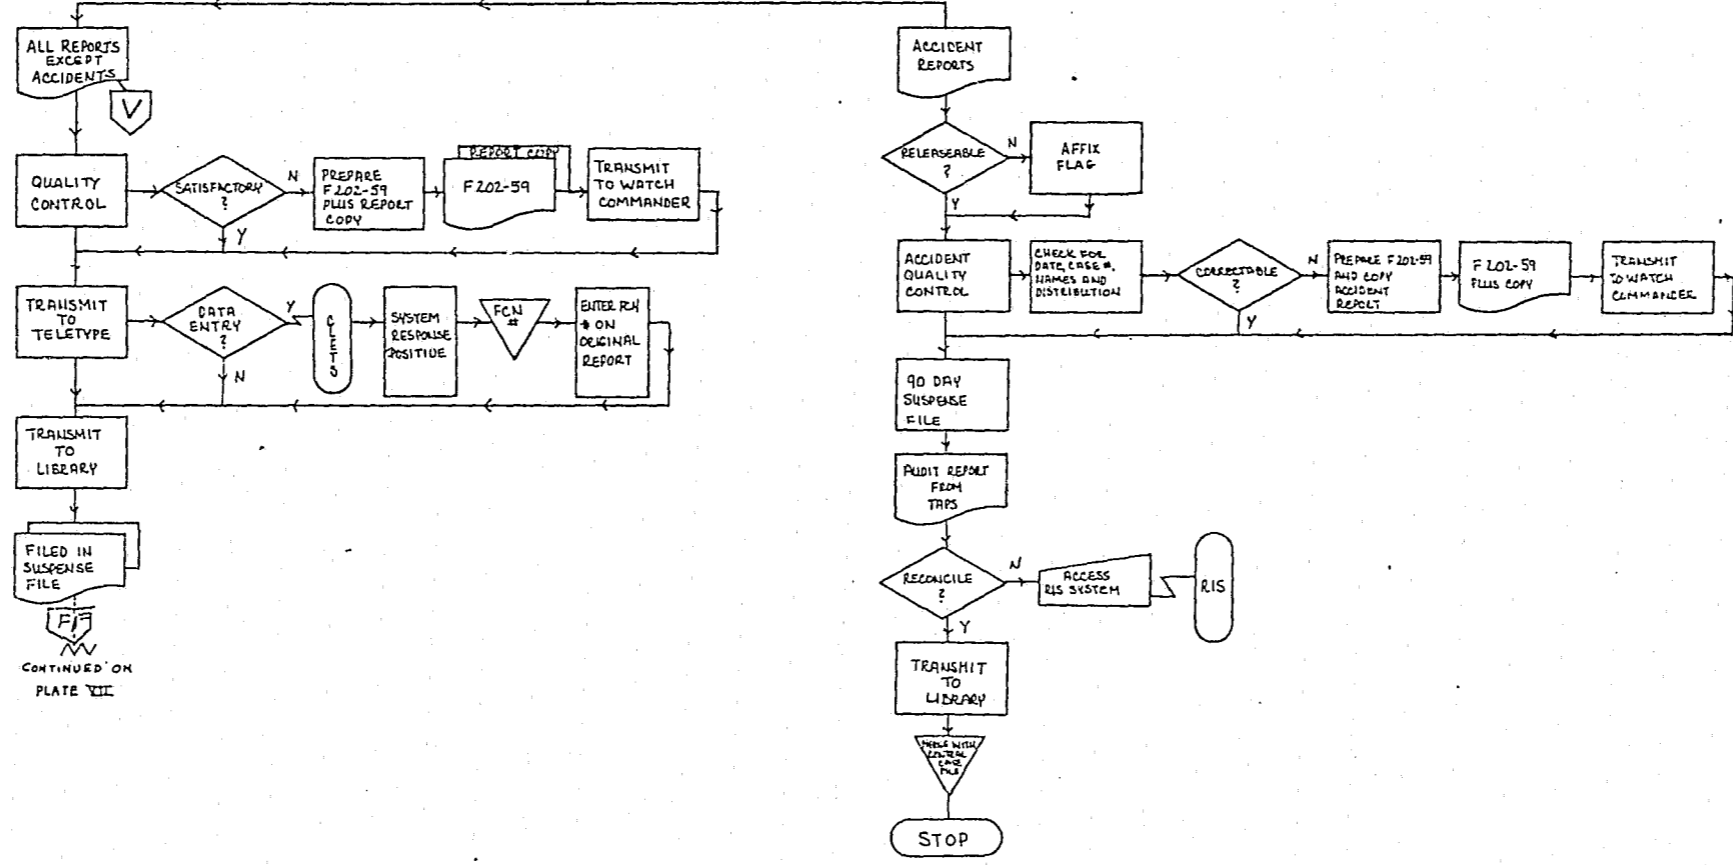 ALL REPORTS
EXCEPT
ACCIDENTS
V
QUALITY
CONTROL
SATISFACTORY
?
N
Y
PREPARE
F202-59
PLUS REPORT
COPY
REPORT COPY
F202-59
TRANSMIT
TO WATCH
COMMANDER
TRANSMIT
TO
TELETYPE
DATA
ENTRY
?
Y
N
SYSTEM
RESPONSE
POSITIVE
FCN
#
ENTER FCN
# ON
ORIGINAL
REPORT
TRANSMIT
TO
LIBRARY
FILED IN
SUSPENSE
FILE
CONTINUED ON
PLATE VII
ACCIDENT
REPORTS
RELEASEABLE
?
N
Y
AFFIX
FLAG
ACCIDENT
QUALITY
CONTROL
CHECK FOR
DATE, CASE #,
NAMES AND
DISTRIBUTION
CORRECTABLE
?
N
Y
PREPARE F202-59
AND COPY
ACCIDENT
REPORT
F202-59
PLUS COPY
TRANSMIT
TO WATCH
COMMANDER
90 DAY
SUSPENSE
FILE
AUDIT REPORT
FROM
TAPS
RECONCILE
?
N
Y
ACCESS
RIS SYSTEM
RIS
TRANSMIT
TO
LIBRARY
WITH
CENTRAL
CASE
FILE
STOP